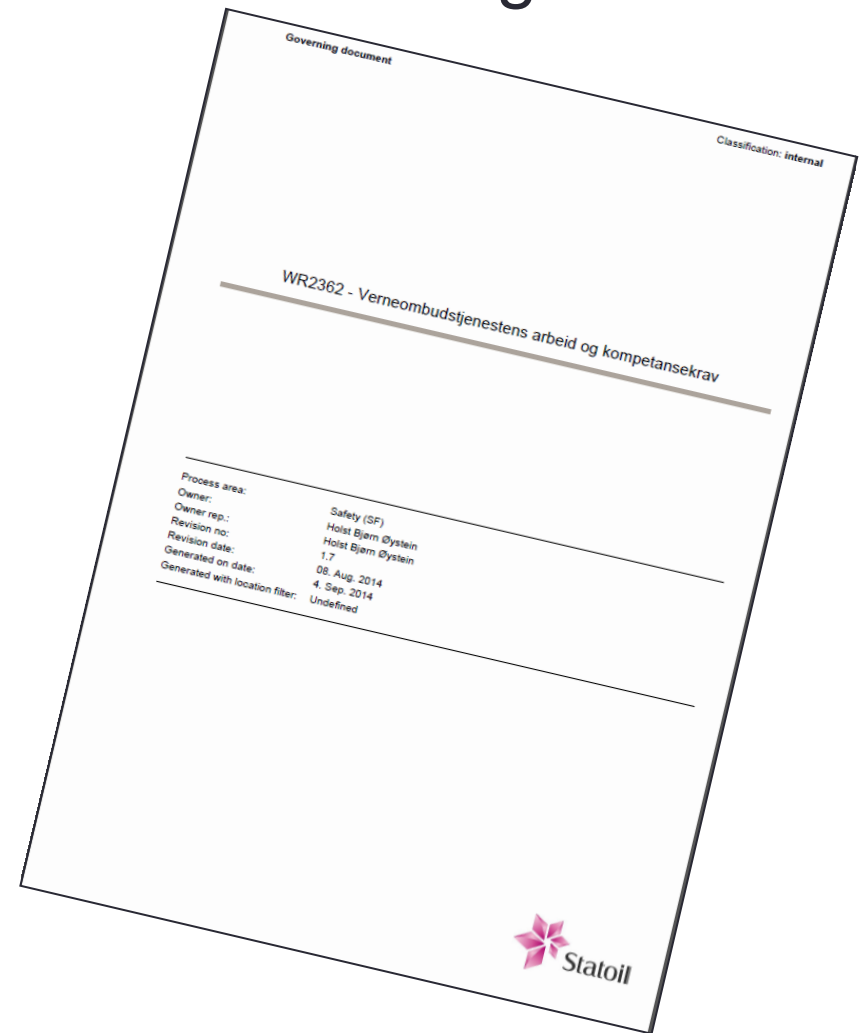 Governing document
Classification: internal
WR2362 - Verneombudstjenestens arbeid og kompetansekrav
Process area: Safety (SF)
Owner: Holst Bjørn Øystein
Owner rep.: Holst Bjørn Øystein
Revision no: 1.7
Revision date: 08. Aug. 2014
Generated on date: 4. Sep. 2014
Generated with location filter: Undefined
Statoil